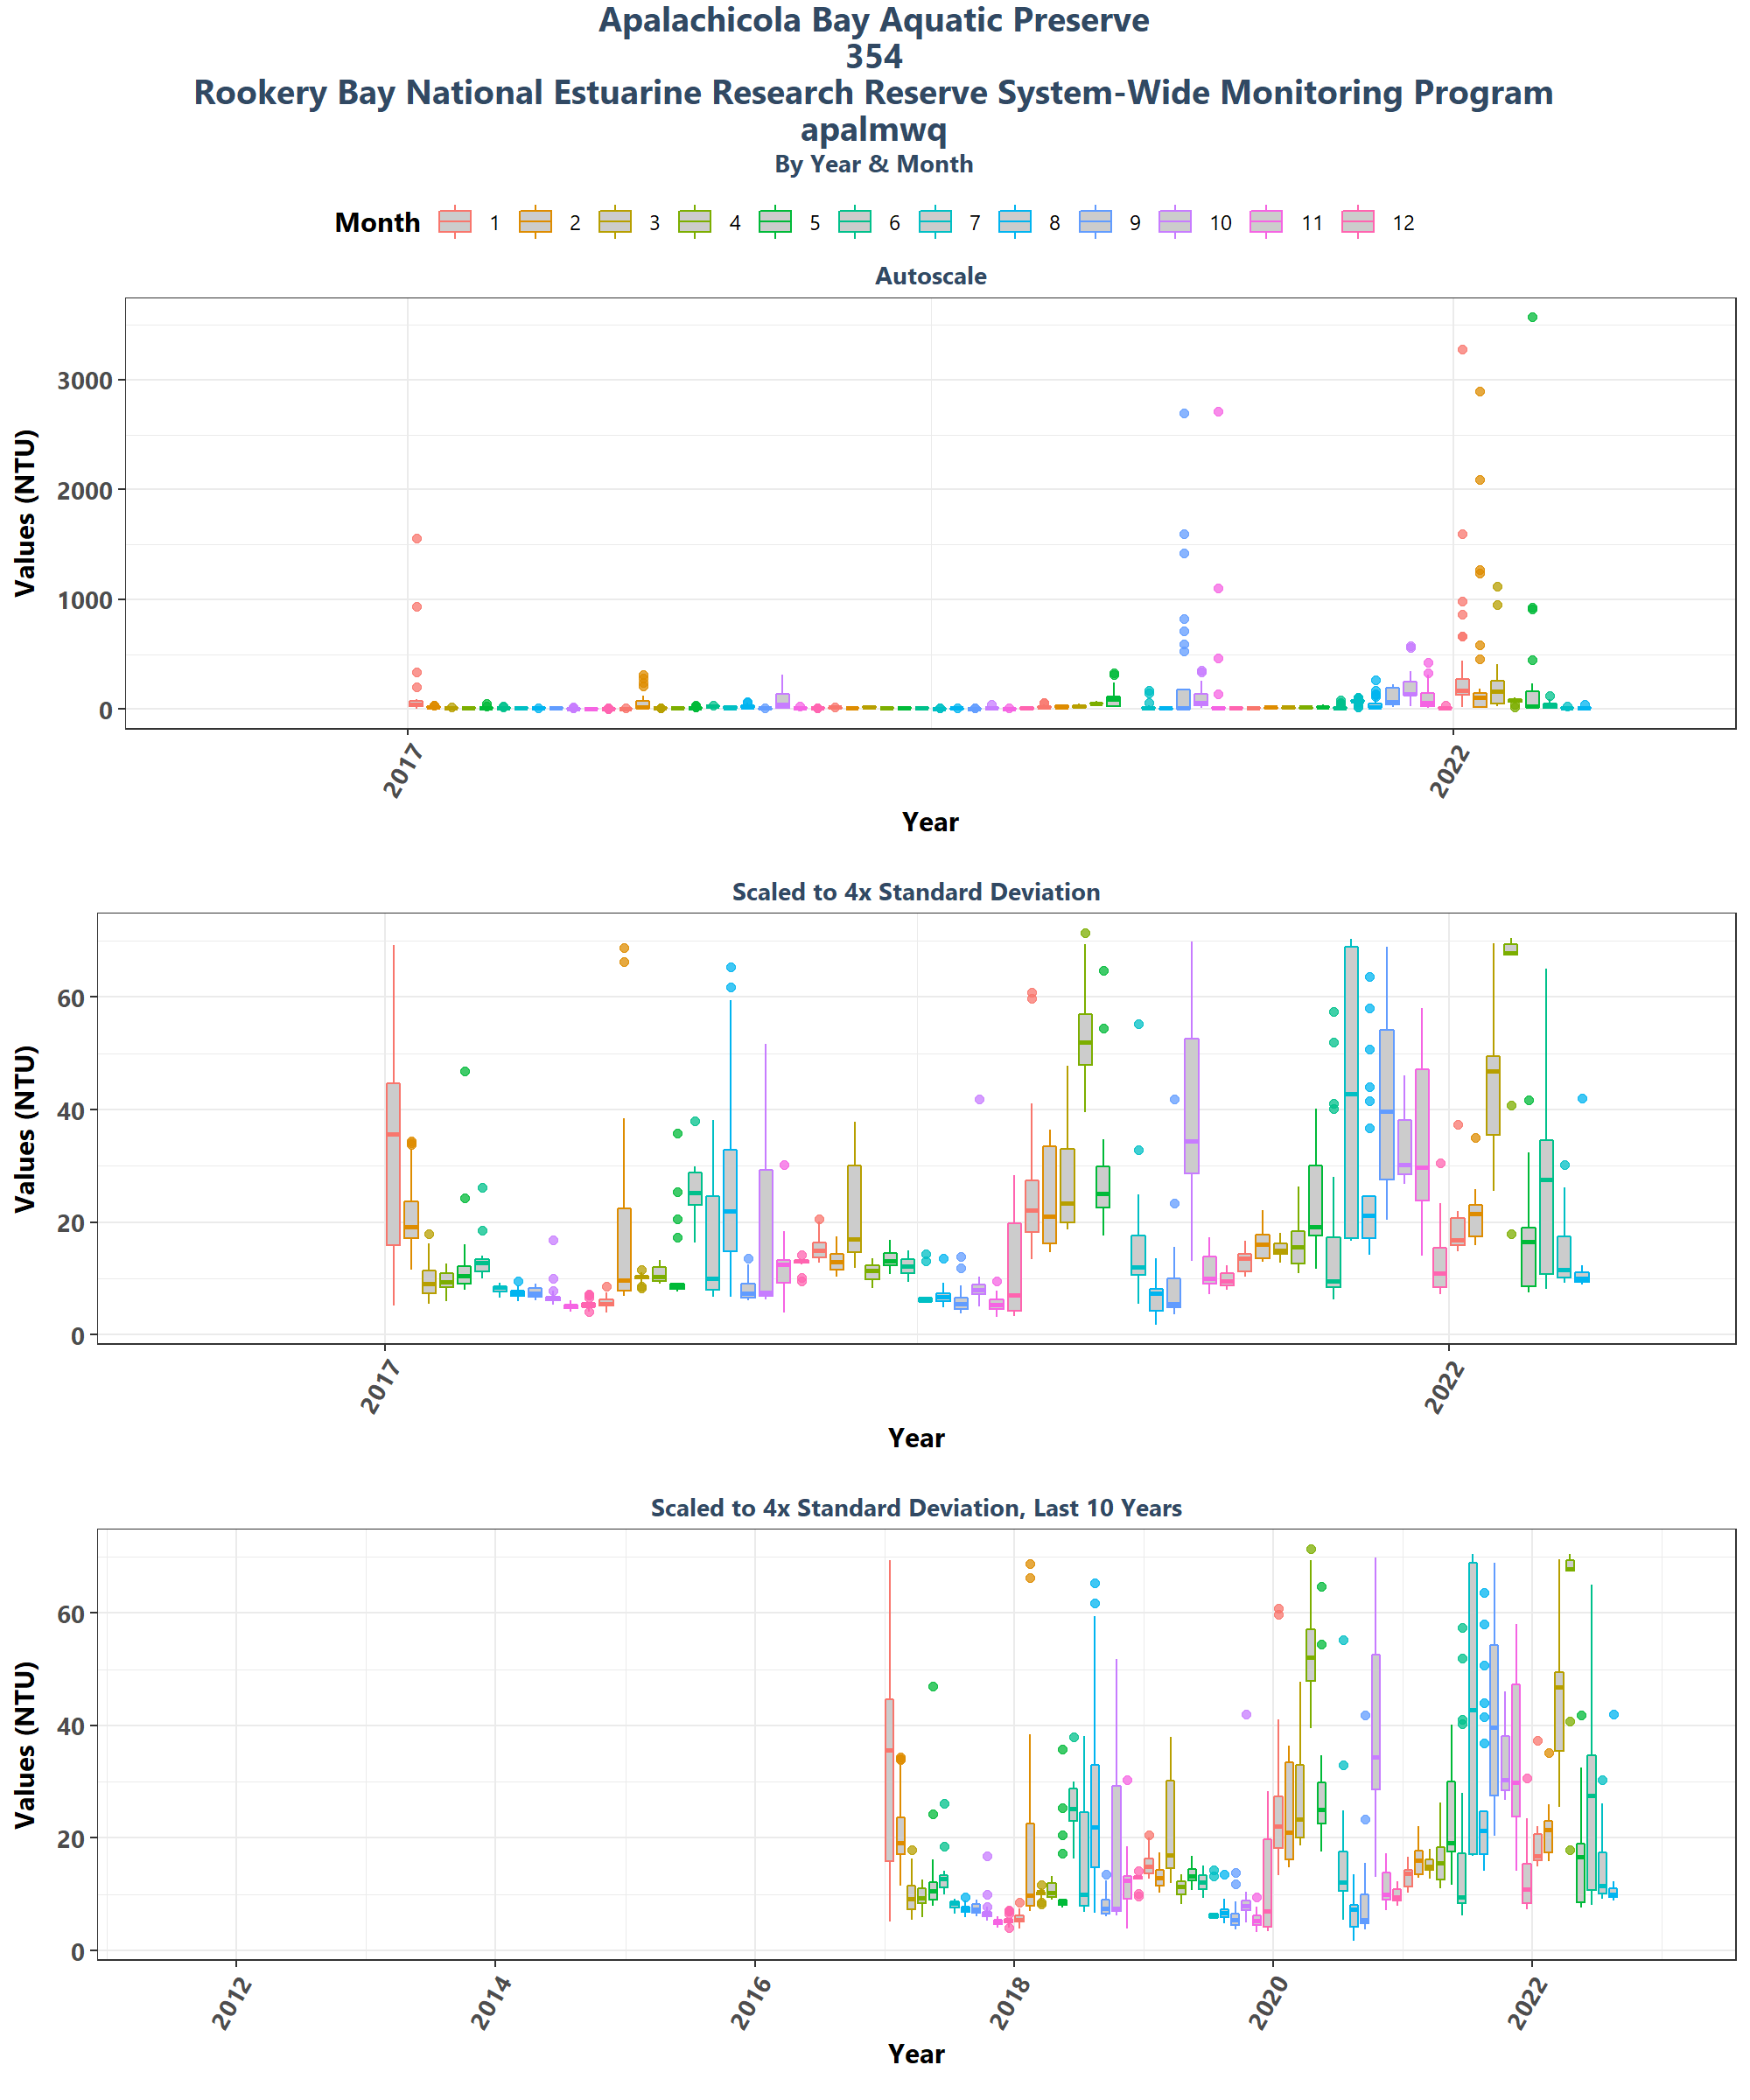 Apalachicola Bay Aquatic Preserve
354
Rookery Bay National Estuarine Research Reserve System-Wide Monitoring Program
apalmwq
By Year & Month
Month 1 2 3 4 5 6 7 8 9 10 11 12
Autoscale
Values (NTU)
3000
2000
1000
0
2017 2022
Year
Scaled to 4x Standard Deviation
Values (NTU)
60
40
20
0
2017 2022
Year
Scaled to 4x Standard Deviation, Last 10 Years
Values (NTU)
60
40
20
0
2012 2014 2016 2018 2020 2022
Year